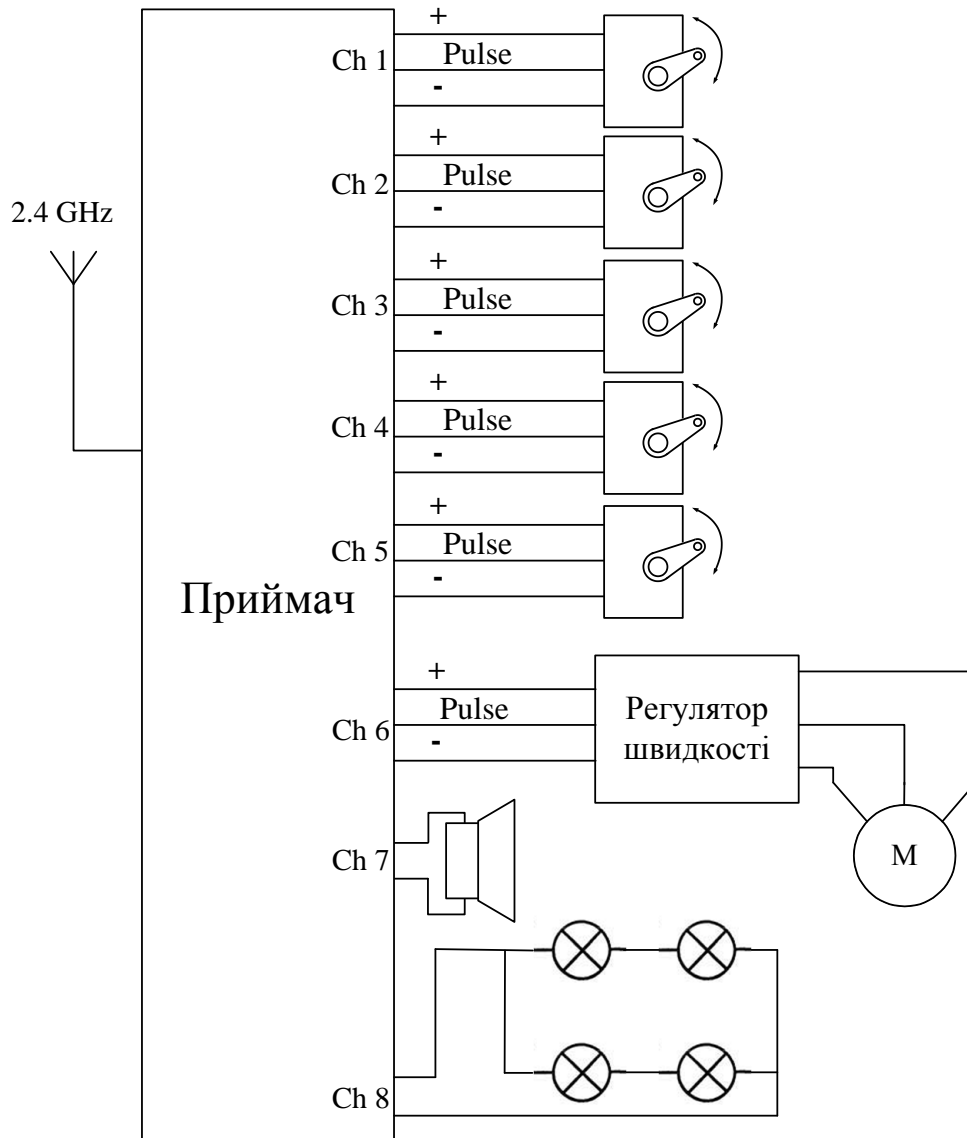 2.4 GHz
Приймач
Ch 1
+
Pulse
-
Ch 2
+
Pulse
-
Ch 3
+
Pulse
-
Ch 4
+
Pulse
-
Ch 5
+
Pulse
-
Ch 6
+
Pulse
-
Регулятор
швидкості
М
Ch 7
Ch 8